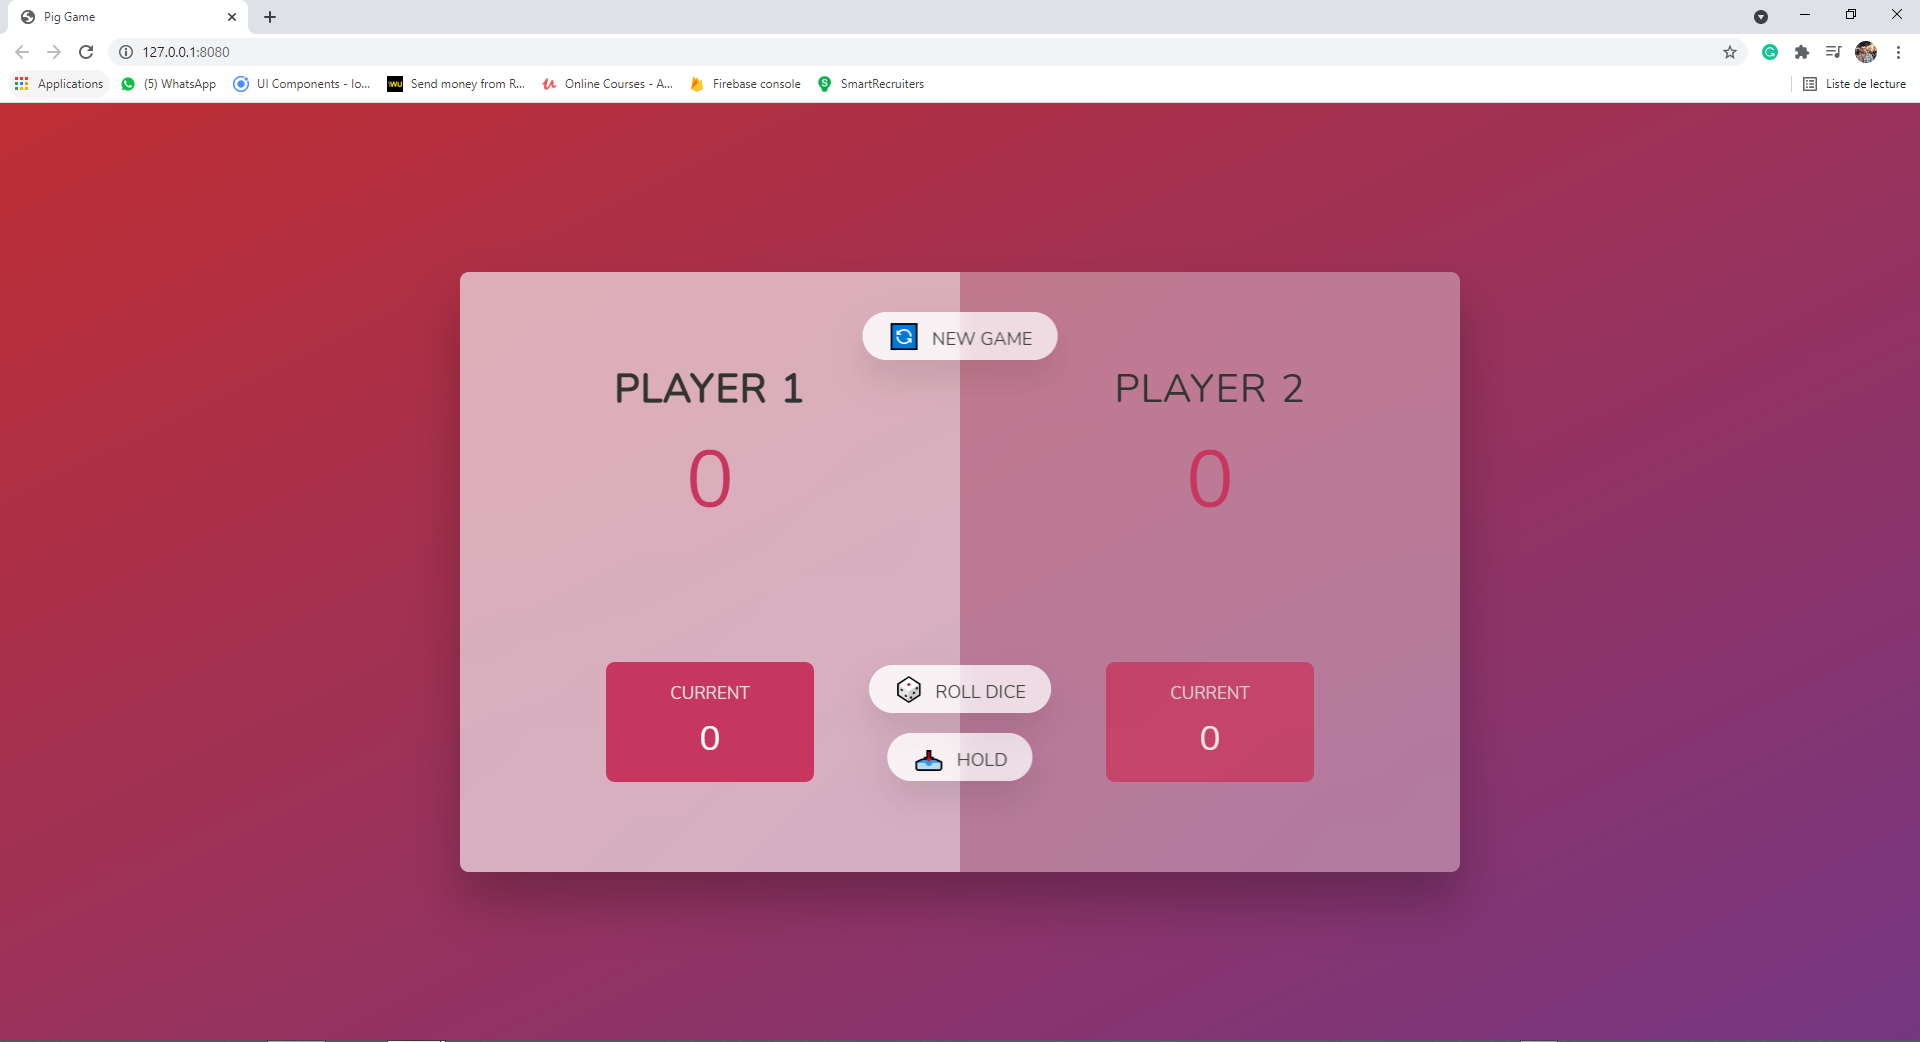 Pig Game
127.0.0.1:8080
Applications
(5) WhatsApp
UI Components - Io...
WU
Send money from R...
Online Courses - A...
Firebase console
SmartRecruiters
Liste de lecture
NEW GAME
PLAYER 1
PLAYER 2
0
0
CURRENT
0
ROLL DICE
HOLD
CURRENT
0